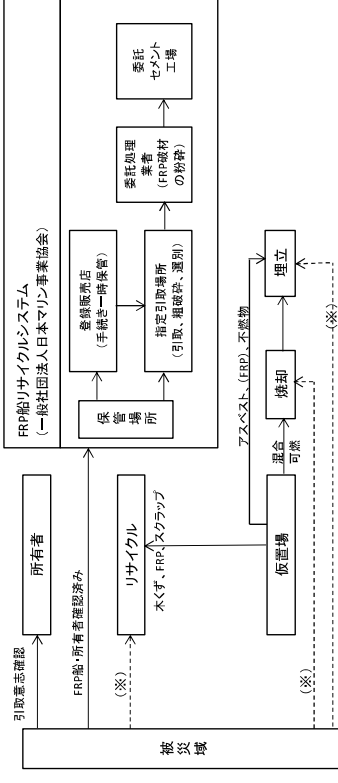 FRP船リサイクルシステム
(一般社団法人日本マリン事業協会)
引取意志確認
所有者
FRP船・所有者確認済み
保管場所
登録販売店
(手続き一時保管)
指定引取場所
(引取、粗破砕、選別)
委託処理
業者
(FRP破材
の粉砕)
委託
セメント
工場
(※)
リサイクル
木くず、FRP、スクラップ
アスベスト、(FRP)、不燃物
仮置場
混合
可燃
焼却
埋立
(※)
(※)
被災域